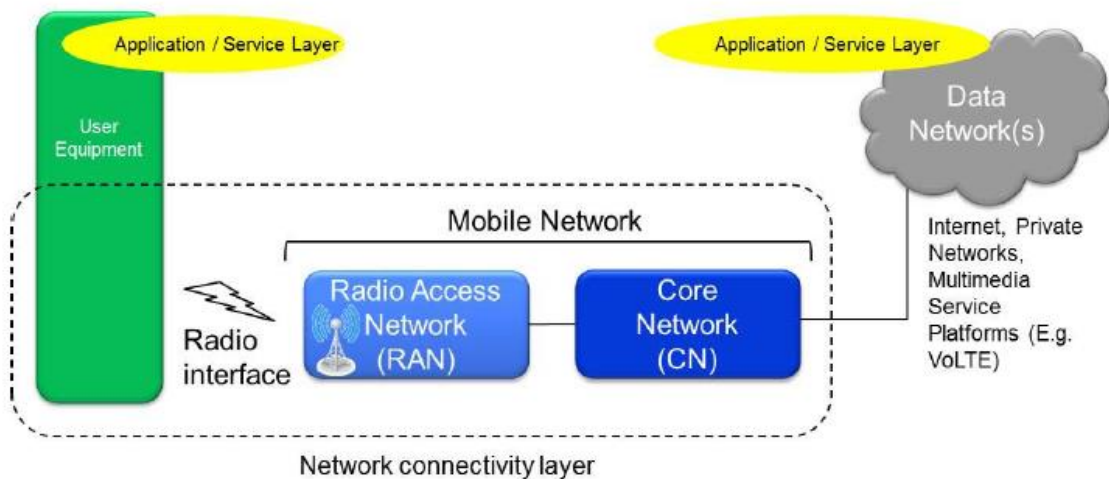 Application / Service Layer
Application / Service Layer
User
Equipment
Data
Network(s)
Mobile Network
Internet, Private
Networks,
Multimedia
Service
Platforms (E.g.
VoLTE)
Radio Access
Network
(RAN)
Core
Network
(CN)
Radio
interface
Network connectivity layer